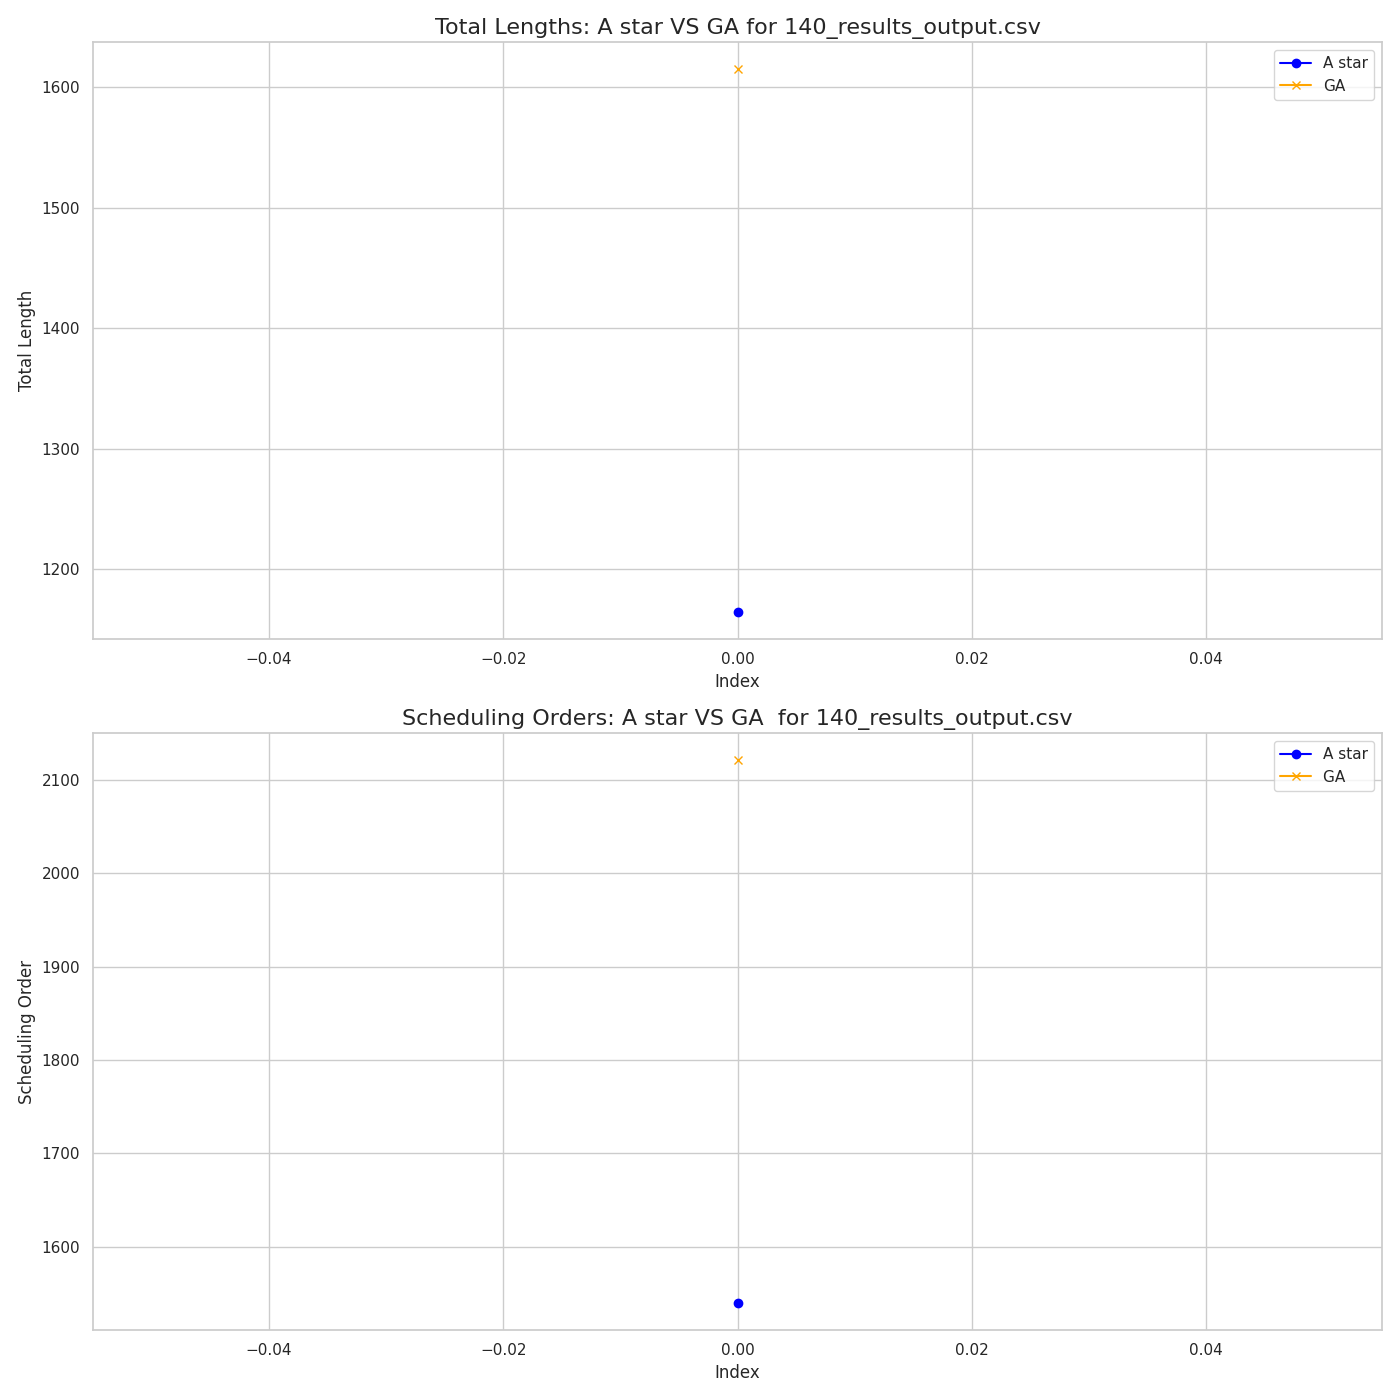 Total Lengths: A star VS GA for 140_results_output.csv
A star
GA
1600
1500
1400
1300
1200
Total Length
−0.04
−0.02
0.00
0.02
0.04
Index
Scheduling Orders: A star VS GA  for 140_results_output.csv
A star
GA
2100
2000
1900
1800
1700
1600
Scheduling Order
−0.04
−0.02
0.00
0.02
0.04
Index